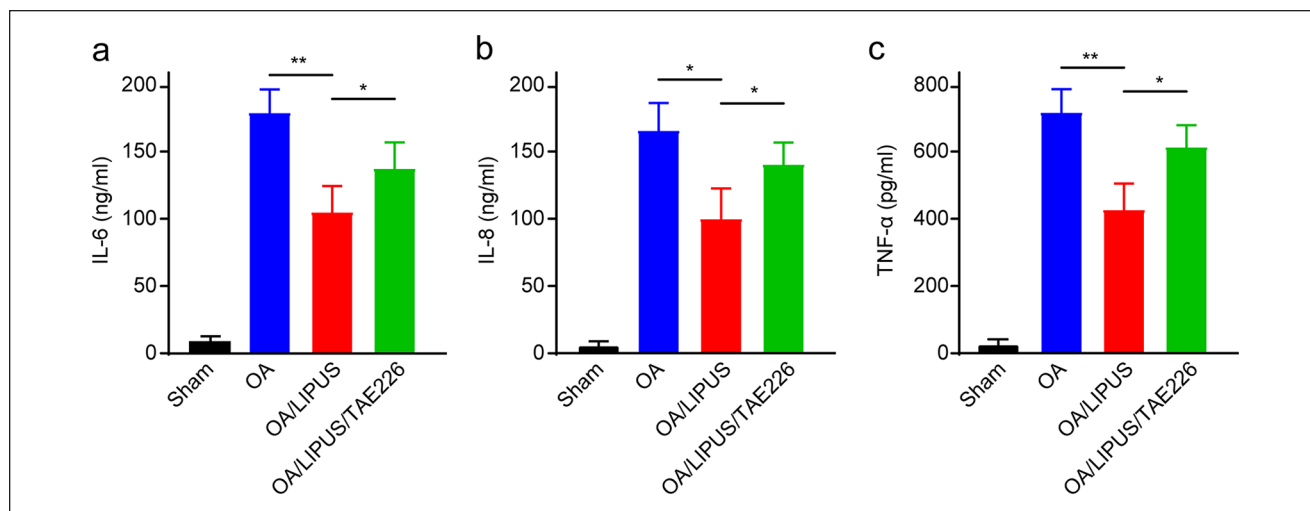 a
**
*
200
150
100
50
0
IL-6 (ng/ml)
Sham
OA
OA/LIPUS
OA/LIPUS/TAE226
b
*
*
200
150
100
50
0
IL-8 (ng/ml)
Sham
OA
OA/LIPUS
OA/LIPUS/TAE226
c
**
*
800
600
400
200
0
TNF-α (pg/ml)
Sham
OA
OA/LIPUS
OA/LIPUS/TAE226